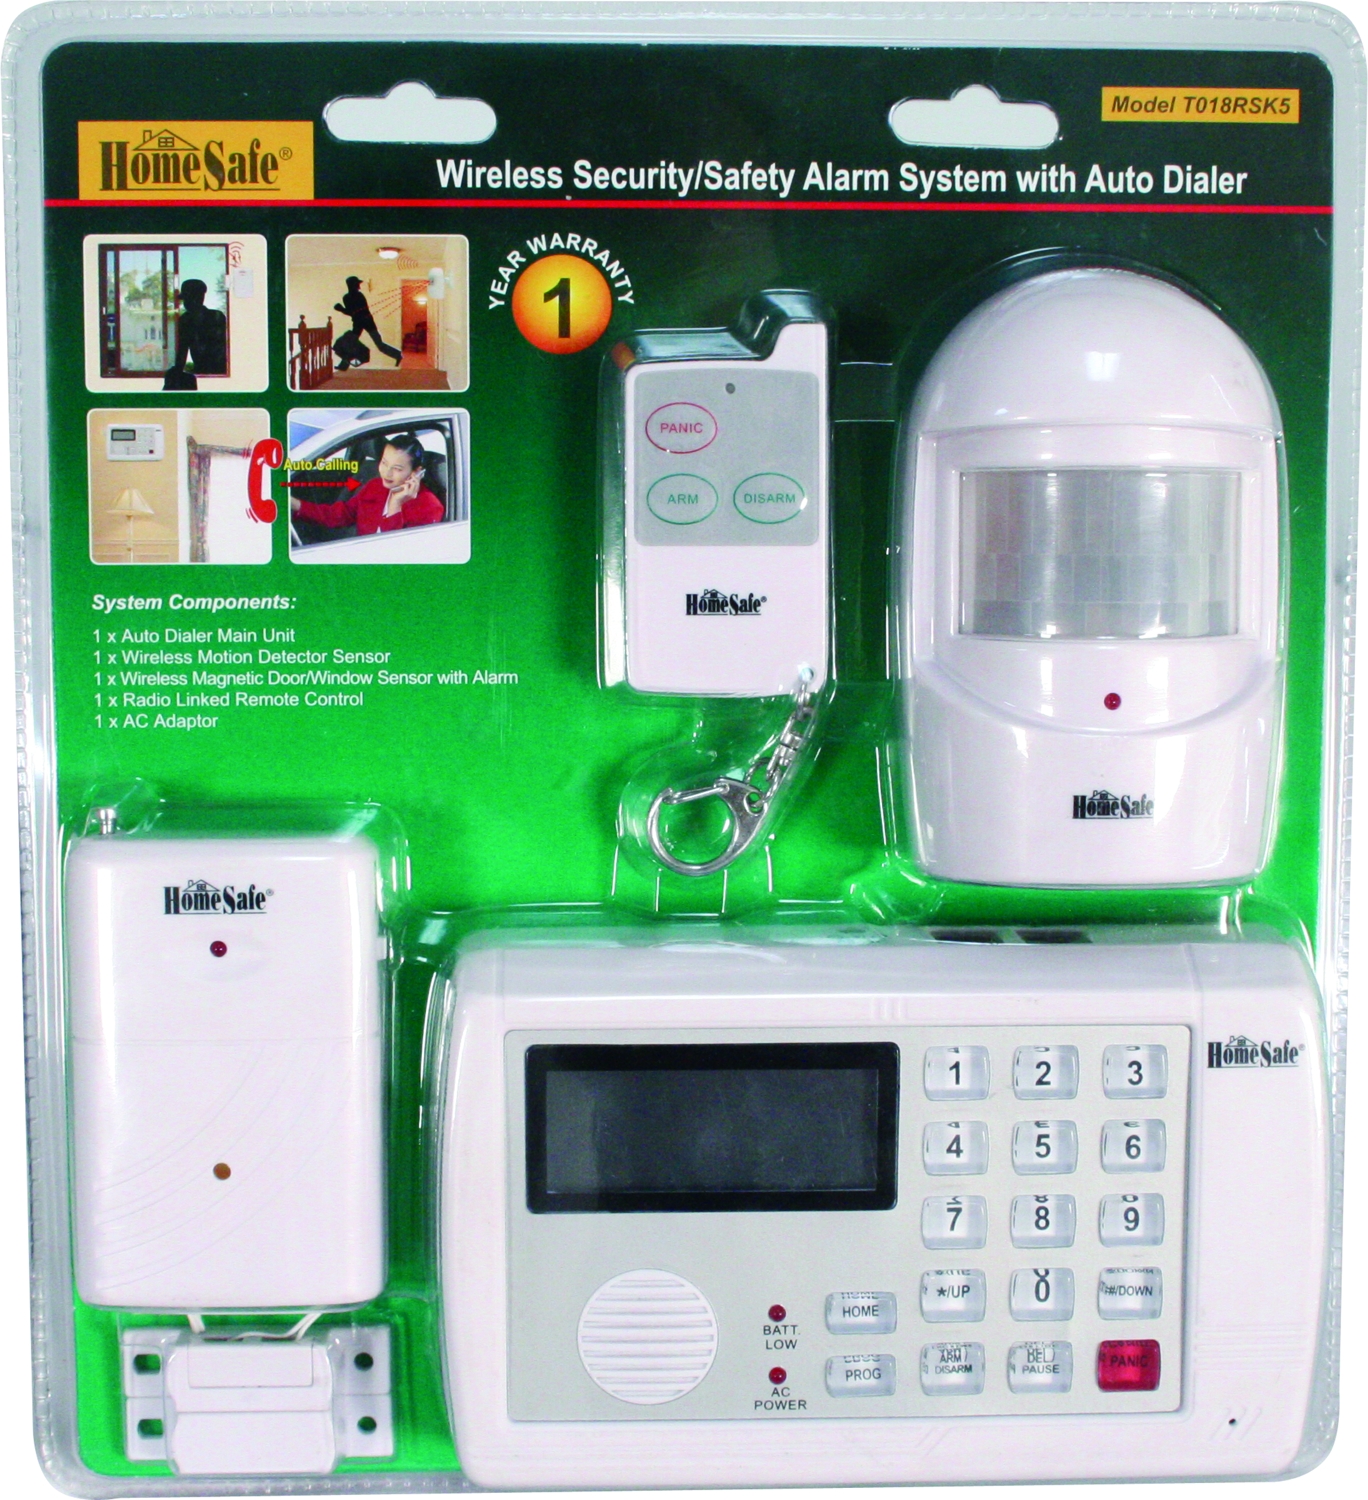 Model T018RSK5
HomeSafe®
Wireless Security/Safety Alarm System with Auto Dialer
YEAR WARRANTY
1
Auto Calling
System Components:
1 x Auto Dialer Main Unit
1 x Wireless Motion Detector Sensor
1 x Wireless Magnetic Door/Window Sensor with Alarm
1 x Radio Linked Remote Control
1 x AC Adaptor
PANIC
ARM DISARM
HomeSafe®
HomeSafe
HomeSafe®
HomeSafe®
1 2 3
4 5 6
7 8 9
*/UP 0 #/DOWN
HOME
BATT.
LOW
PROG
ARM
DISARM
DEL
PAUSE
PANIC
AC
POWER